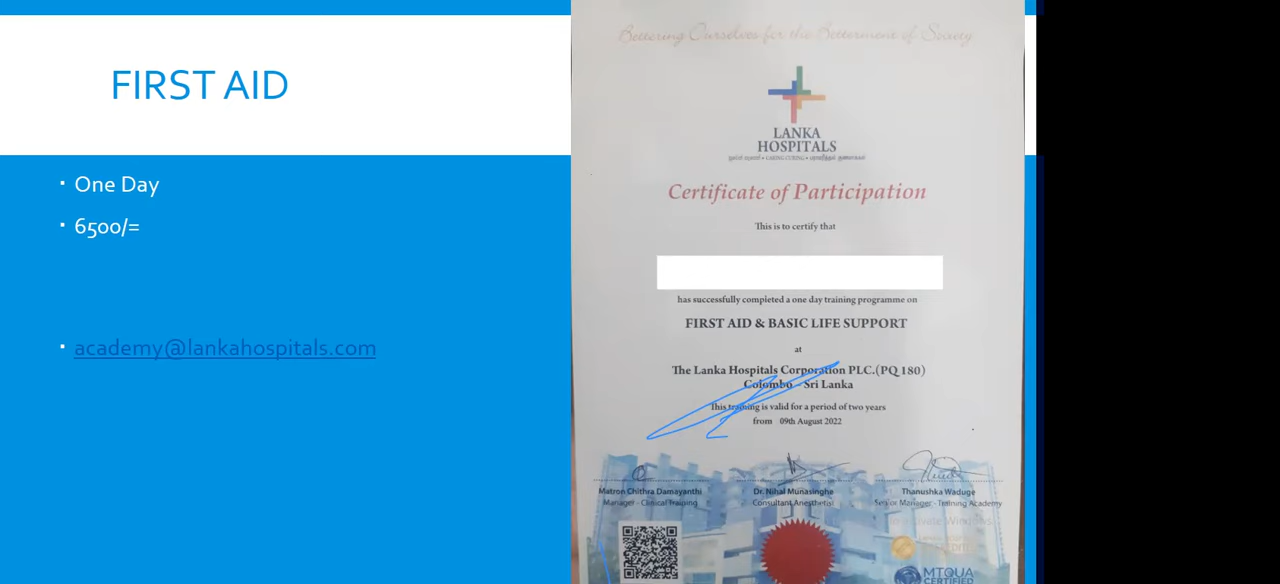 FIRST AID
One Day
6500/=
academy@lankahospitals.com
Bettering Ourselves for the Betterment of Society
LANKA
HOSPITALS
CARING CURING
Certificate of Participation
This is to certify that
has successfully completed a one day training programme on
FIRST AID & BASIC LIFE SUPPORT
at
The Lanka Hospitals Corporation PLC.(PQ 180)
Colombo - Sri Lanka
This training is valid for a period of two years
from 09th August 2022
Matron Chithra Damayanthi
Manager - Clinical Training
Dr. Nihal Munasinghe
Consultant Anesthetist
Thanushka Waduge
Senior Manager - Training Academy
Activate Windows
MTQUA
CERTIFIED